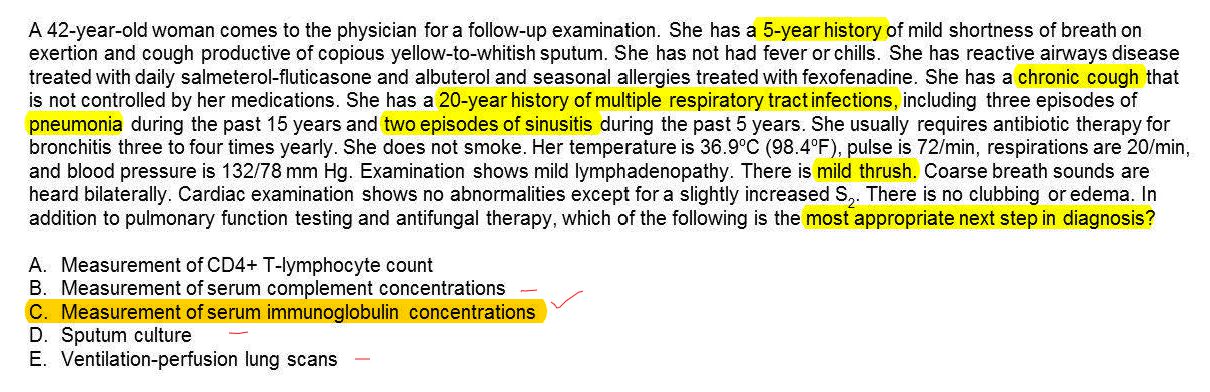 A 42-year-old woman comes to the physician for a follow-up examination. She has a 5-year history of mild shortness of breath on
exertion and cough productive of copious yellow-to-whitish sputum. She has not had fever or chills. She has reactive airways disease
treated with daily salmeterol-fluticasone and albuterol and seasonal allergies treated with fexofenadine. She has a chronic cough that
is not controlled by her medications. She has a 20-year history of multiple respiratory tract infections, including three episodes of
pneumonia during the past 15 years and two episodes of sinusitis during the past 5 years. She usually requires antibiotic therapy for
bronchitis three to four times yearly. She does not smoke. Her temperature is 36.9°C (98.4°F), pulse is 72/min, respirations are 20/min,
and blood pressure is 132/78 mm Hg. Examination shows mild lymphadenopathy. There is mild thrush. Coarse breath sounds are
heard bilaterally. Cardiac examination shows no abnormalities except for a slightly increased S₂. There is no clubbing or edema. In
addition to pulmonary function testing and antifungal therapy, which of the following is the most appropriate next step in diagnosis?
A. Measurement of CD4+ T-lymphocyte count
B. Measurement of serum complement concentrations
C. Measurement of serum immunoglobulin concentrations
D. Sputum culture
E. Ventilation-perfusion lung scans